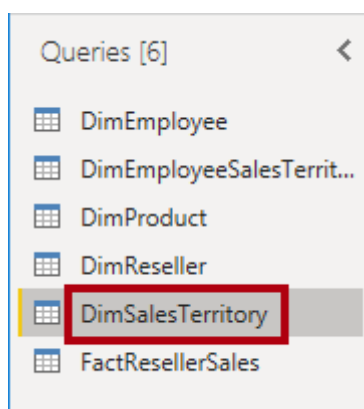 Queries [6]
DimEmployee
DimEmployeeSalesTerrit...
DimProduct
DimReseller
DimSalesTerritory
FactResellerSales